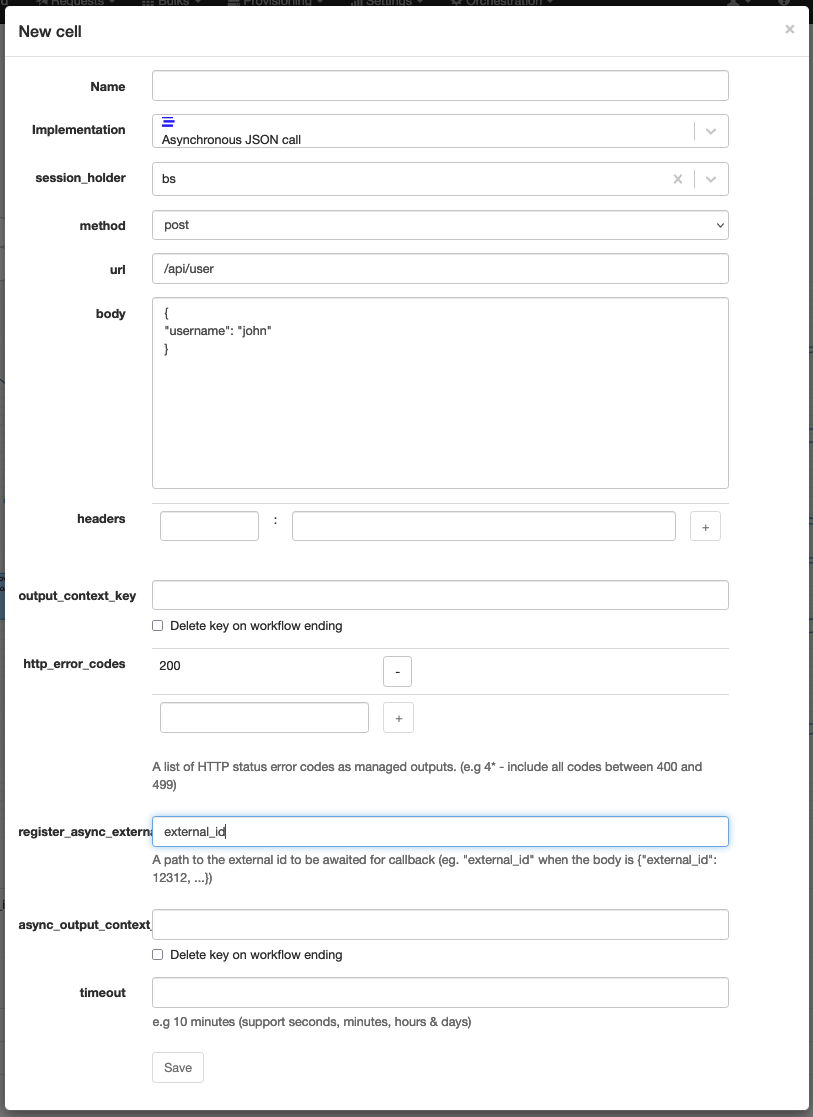 Requests
Bulks
Provisioning
Settings
Orchestration
New cell
×
Name
Implementation
Asynchronous JSON call
session_holder
bs
method
post
url
/api/user
body
{
"username": "john"
}
headers
:
+
output_context_key
Delete key on workflow ending
http_error_codes
200
-
+
A list of HTTP status error codes as managed outputs. (e.g 4* - include all codes between 400 and
499)
register_async_externa
external_id
A path to the external id to be awaited for callback (eg. "external_id" when the body is {"external_id":
12312, ...})
async_output_context_
Delete key on workflow ending
timeout
e.g 10 minutes (support seconds, minutes, hours & days)
Save